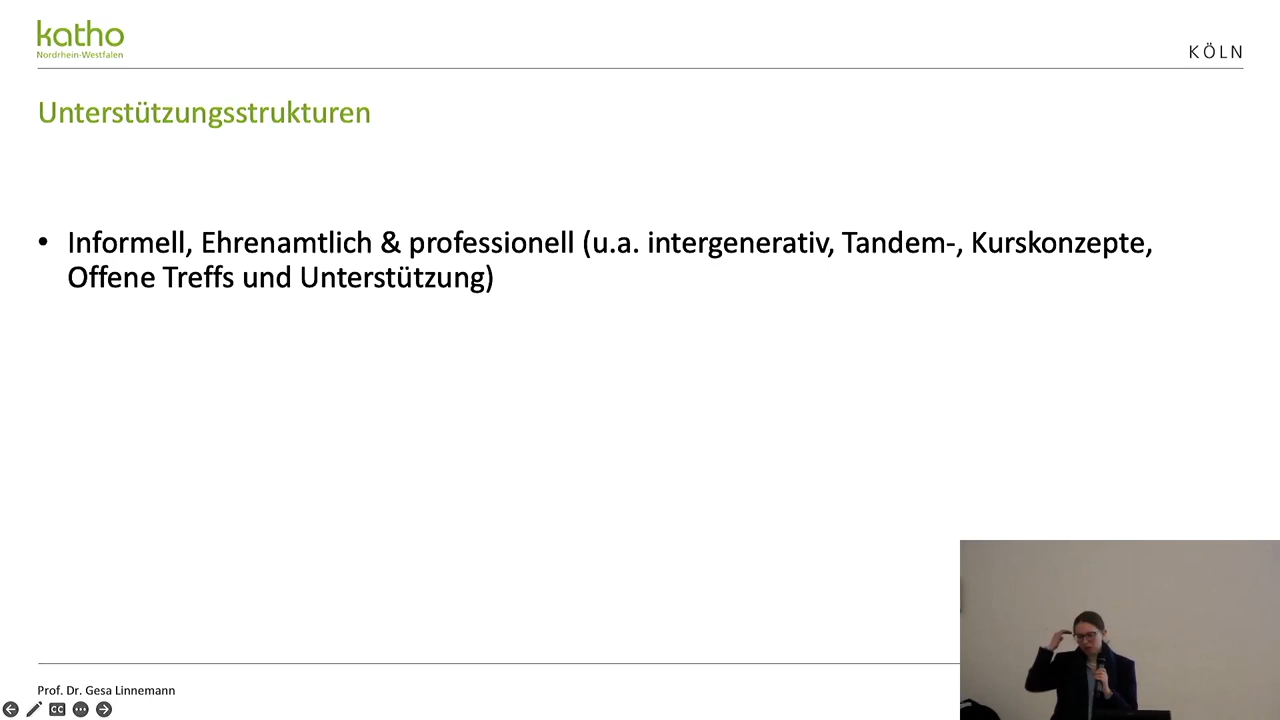 katho
Nordrhein-Westfalen
KÖLN
Unterstützungsstrukturen
• Informell, Ehrenamtlich & professionell (u.a. intergenerativ, Tandem-, Kurskonzepte,
Offene Treffs und Unterstützung)
Prof. Dr. Gesa Linnemann
CC